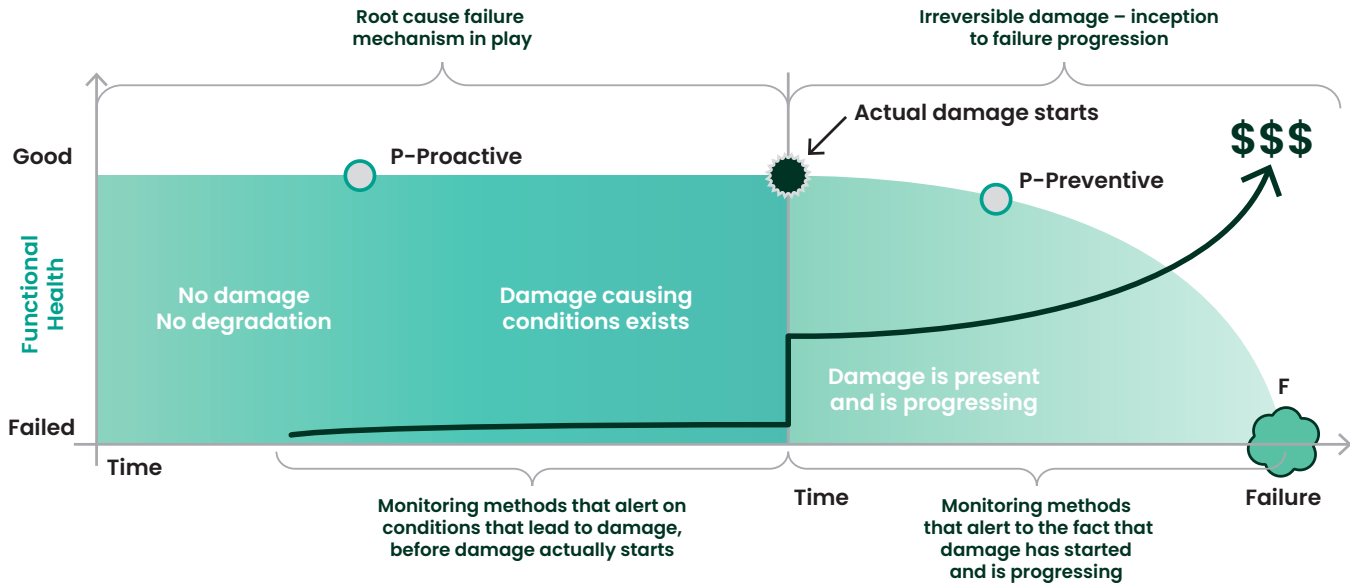 Root cause failure
mechanism in play
Irreversible damage – inception
to failure progression
Actual damage starts
$$$
Good
P-Proactive
P-Preventive
Functional
Health
No damage
No degradation
Damage causing
conditions exists
Damage is present
and is progressing
F
Failed
Time
Time
Failure
Monitoring methods that alert on
conditions that lead to damage,
before damage actually starts
Monitoring methods
that alert to the fact that
damage has started
and is progressing